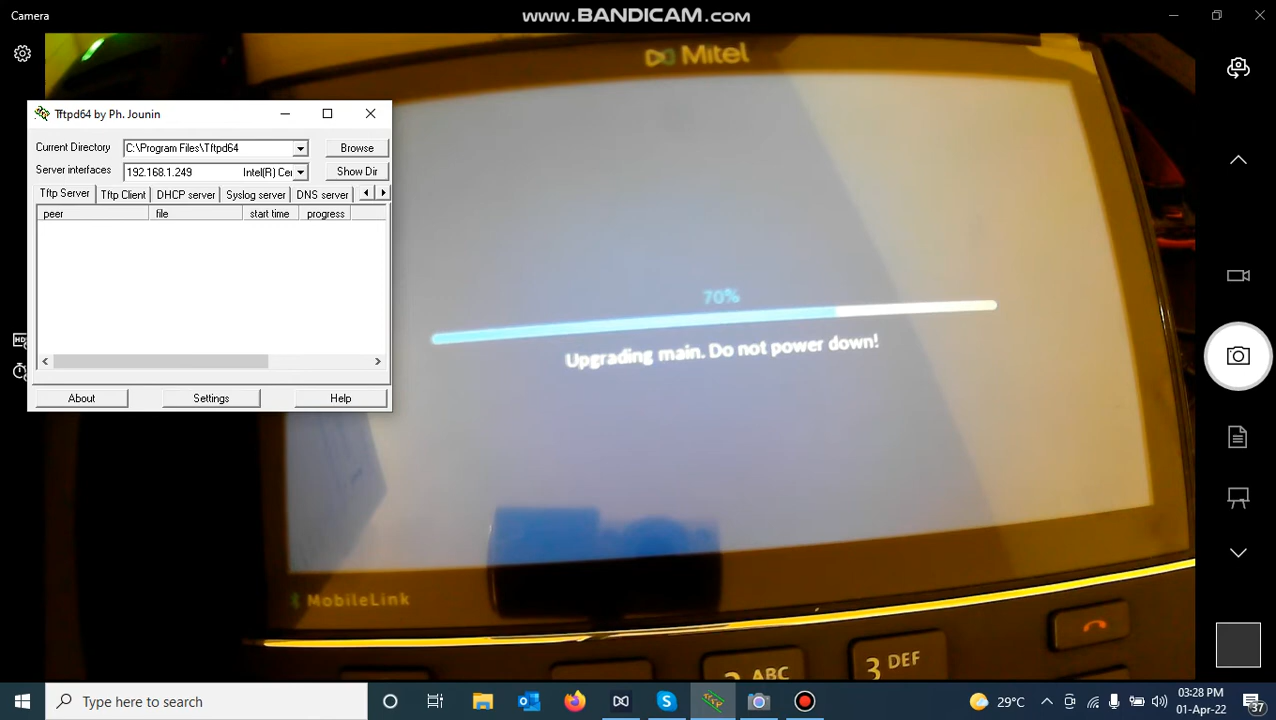 Camera
www.BANDICAM.com
Mitel
Tftpd64 by Ph. Jounin
Current Directory
C:\Program Files\Tftpd64
Browse
Server interfaces
192.168.1.249
Intel(R) Cer
Show Dir
Tftp Server
Tftp Client
DHCP server
Syslog server
DNS server
peer
file
start time
progress
70%
Upgrading main. Do not power down!
About
Settings
Help
HD
MobileLink
2 ABC
3 DEF
Type here to search
29°C
03:28 PM
01-Apr-22
37